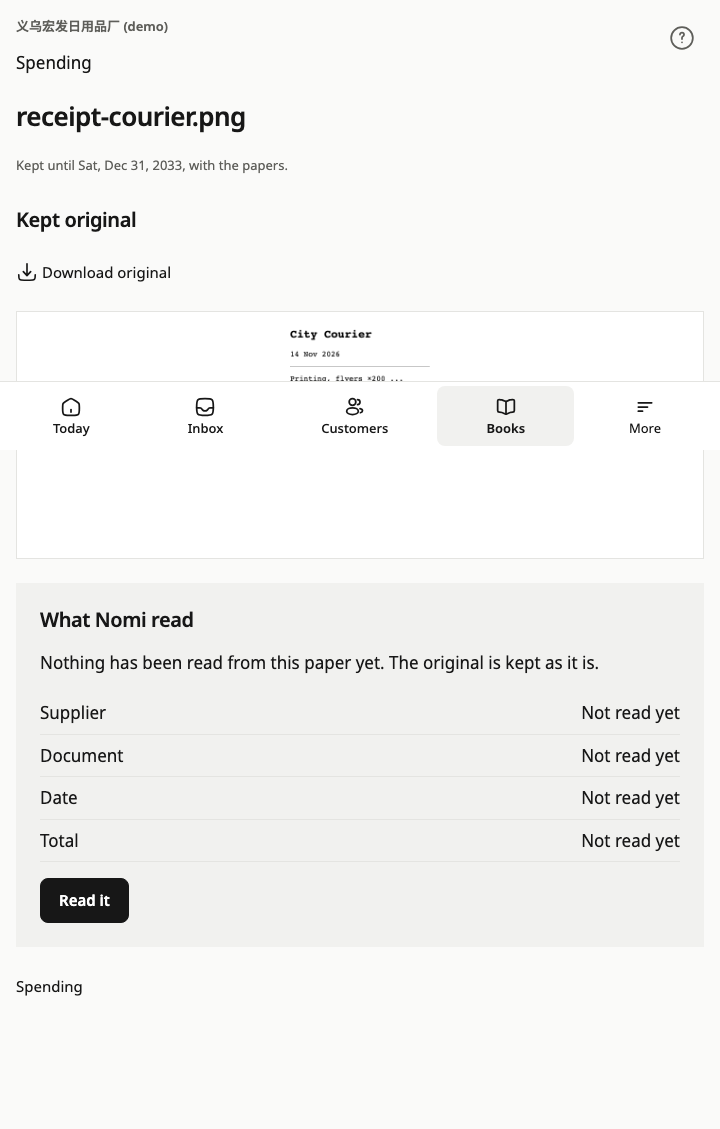 义乌宏发日用品厂 (demo)
Spending
receipt-courier.png
Kept until Sat, Dec 31, 2033, with the papers.
Kept original
Download original
City Courier
14 Nov 2026
Printing, flyers ×200 ...
Today
Inbox
Customers
Books
More
What Nomi read
Nothing has been read from this paper yet. The original is kept as it is.
Supplier Not read yet
Document Not read yet
Date Not read yet
Total Not read yet
Read it
Spending